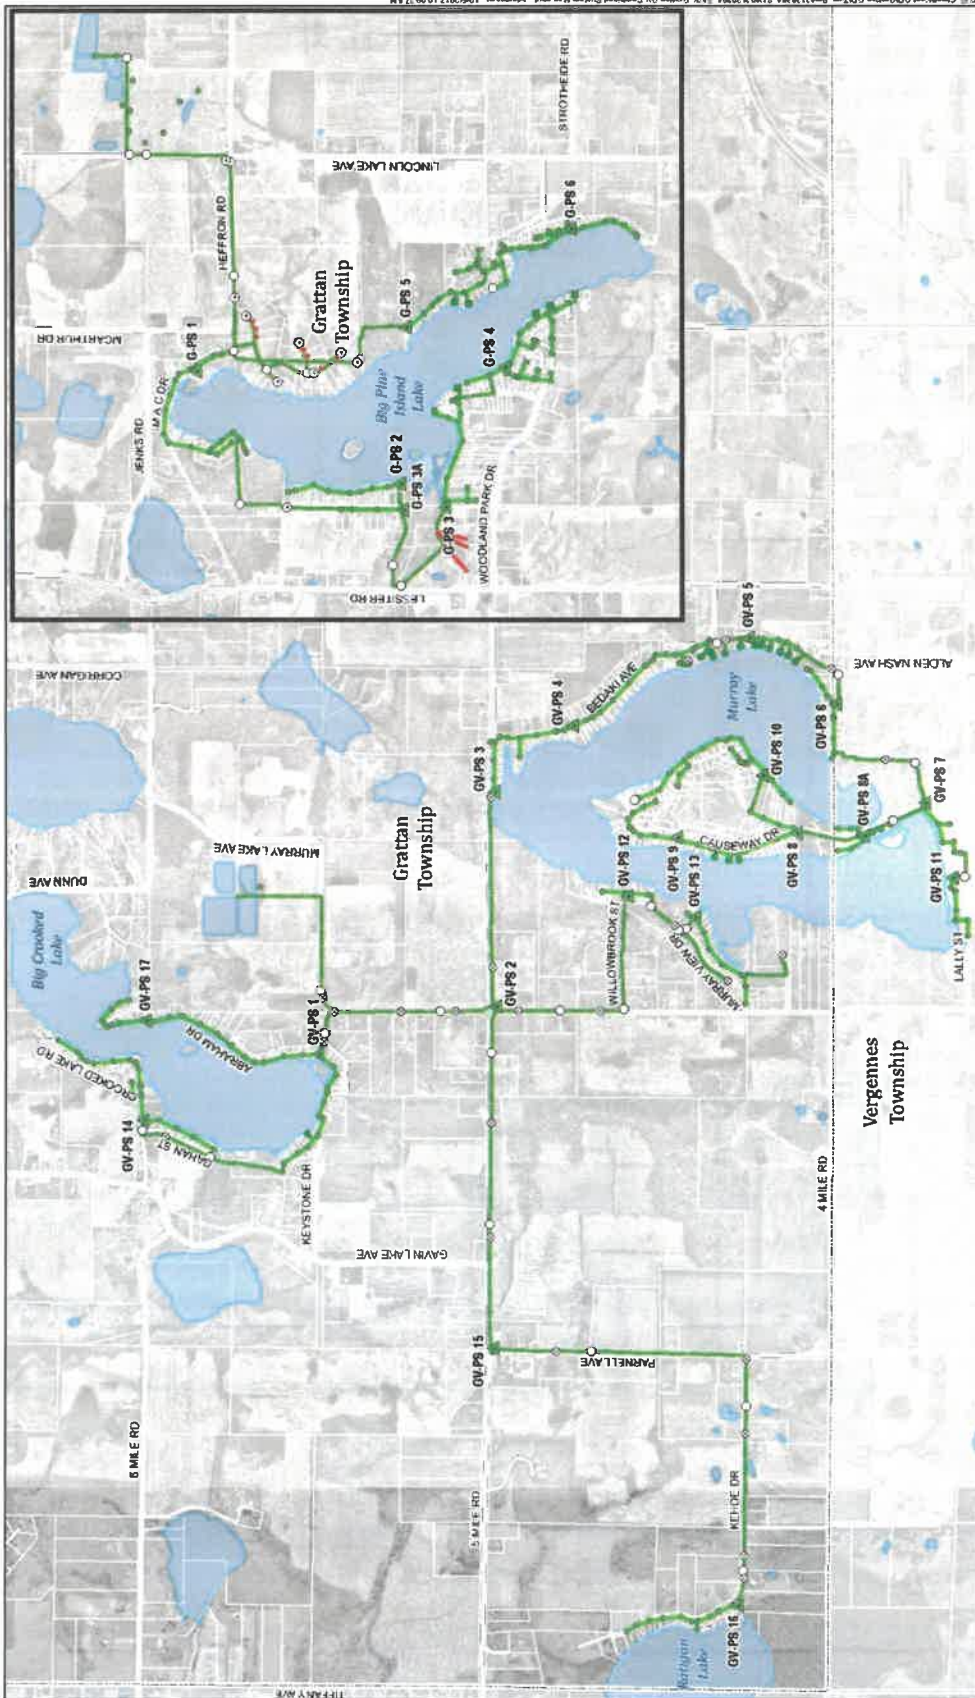 STROTHEIDE RD
LINCOLN LAKE AVE
HEFFRON RD
MCARTHUR DR
G-PS 1
Grattan
Township
G-PS 5
G-PS 6
M A C DR
JENKS RD
Big Pine
Island
Lake
G-PS 4
G-PS 2
G-PS 3A
G-PS 3
WOODLAND PARK DR
LESSITER RD
CORRIGAN AVE
MURRAY LAKE AVE
DUNN AVE
Big Crooked
Lake
GV-PS 17
CROOKED LAKE RD
ABRAHAM DR
GV-PS 14
DAHAN ST
GV-PS 1
KEYSTONE DR
GAVIN LAKE AVE
Grattan
Township
GV-PS 3
GV-PS 4
BEDAKI AVE
GV-PS 5
Murray
Lake
ALDEN NASH AVE
GV-PS 6
GV-PS 10
GV-PS 7
GV-PS 8A
CAUSEWAY DR
GV-PS 8
GV-PS 9
GV-PS 12
GV-PS 13
GV-PS 11
WILLOWBROOK ST
MURRAY VIEW DR
LALLY ST
GV-PS 2
Vergennes
Township
4 MILE RD
GV-PS 15
PARNELL AVE
6 MILE RD
5 MILE RD
KEHOE DR
GV-PS 16
Ratigan
Lake
TIFFANY AVE